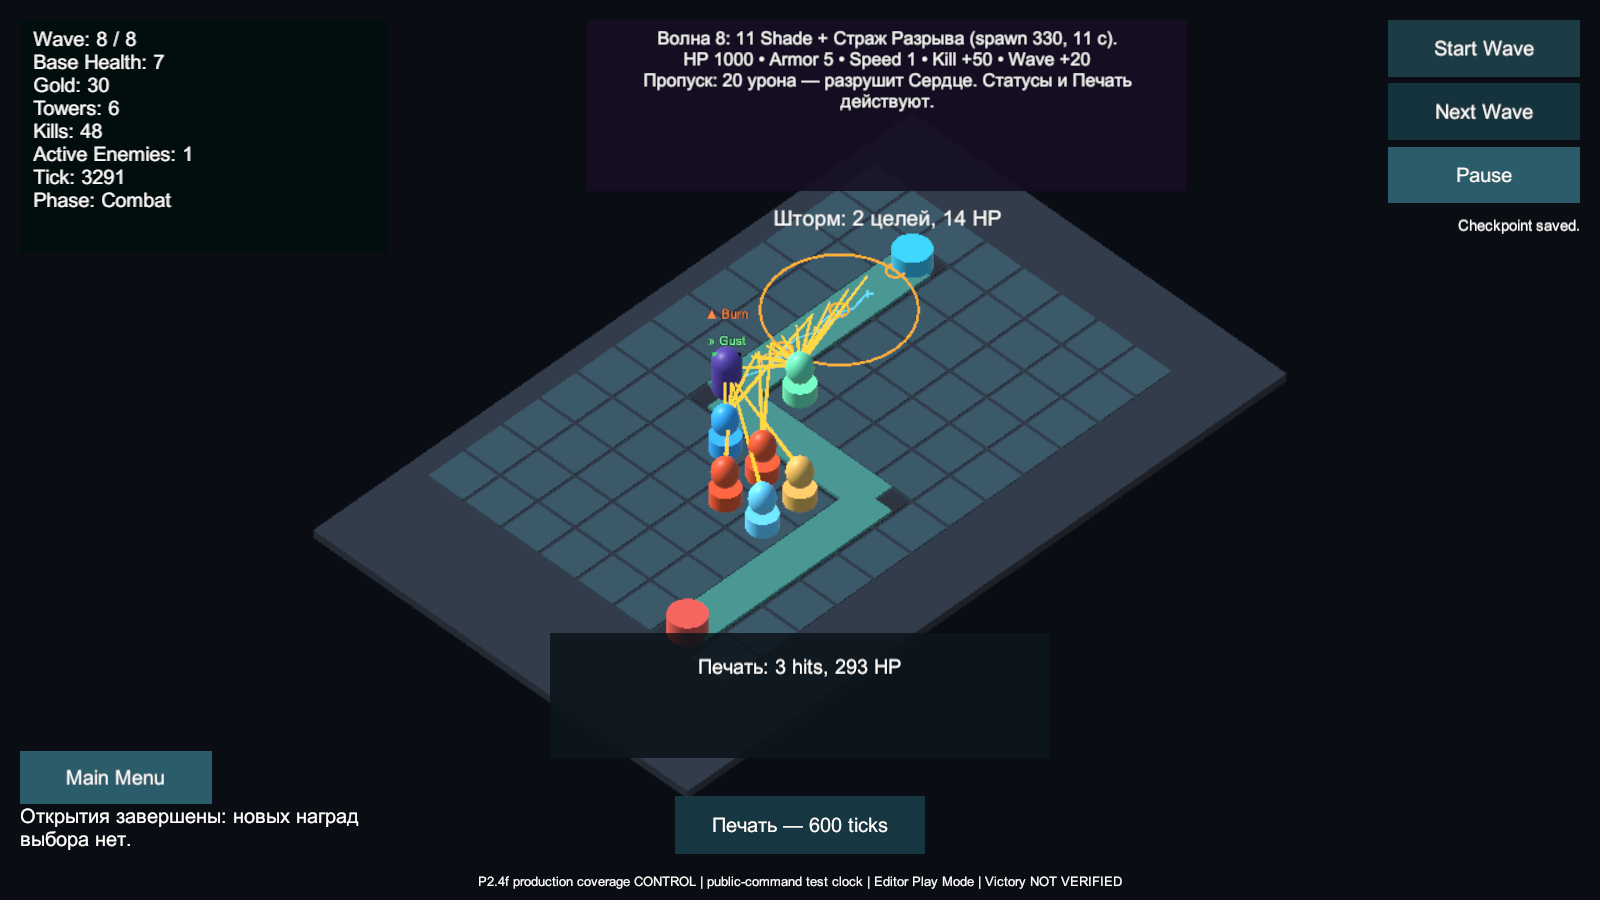 Wave: 8 / 8
Base Health: 7
Gold: 30
Towers: 6
Kills: 48
Active Enemies: 1
Tick: 3291
Phase: Combat
Волна 8: 11 Shade + Страж Разрыва (spawn 330, 11 с).
HP 1000 • Armor 5 • Speed 1 • Kill +50 • Wave +20
Пропуск: 20 урона — разрушит Сердце. Статусы и Печать
действуют.
Start Wave
Next Wave
Pause
Checkpoint saved.
Шторм: 2 целей, 14 HP
▲ Burn
» Gust
Печать: 3 hits, 293 HP
Main Menu
Открытия завершены: новых наград
выбора нет.
Печать — 600 ticks
P2.4f production coverage CONTROL | public-command test clock | Editor Play Mode | Victory NOT VERIFIED